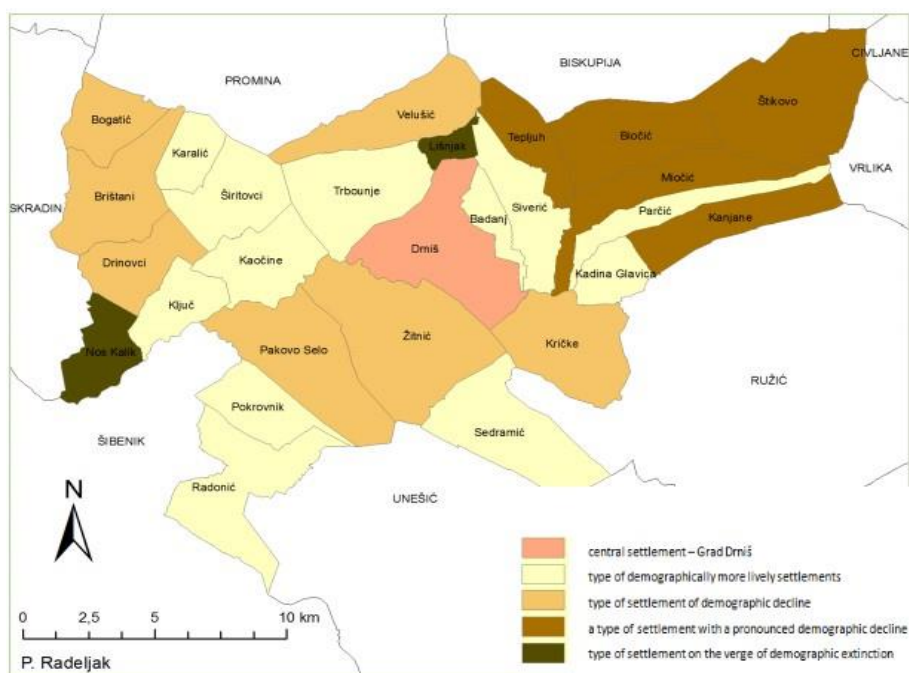 CIVLJANE
BISKUPIJA
PROMINA
Bogatić
Velušić
Štikovo
Tepljuh
Bločić
Karalić
Lišnjak
VRLIKA
Miočić
Brištani
Širitovci
Trbounje
Siverić
SKRADIN
Parčić
Badanj
Kanjane
Drniš
Drinovci
Kaočine
Kadina Glavica
Ključ
Žitnić
Kričke
Nos Kalik
Pakovo Selo
RUŽIĆ
Pokrovnik
Sedramić
ŠIBENIK
Radonić
UNEŠIĆ
N
central settlement – Grad Drniš
type of demographically more lively settlements
type of settlement of demographic decline
a type of settlement with a pronounced demographic decline
type of settlement on the verge of demographic extinction
0 2,5 5 10 km
P. Radeljak